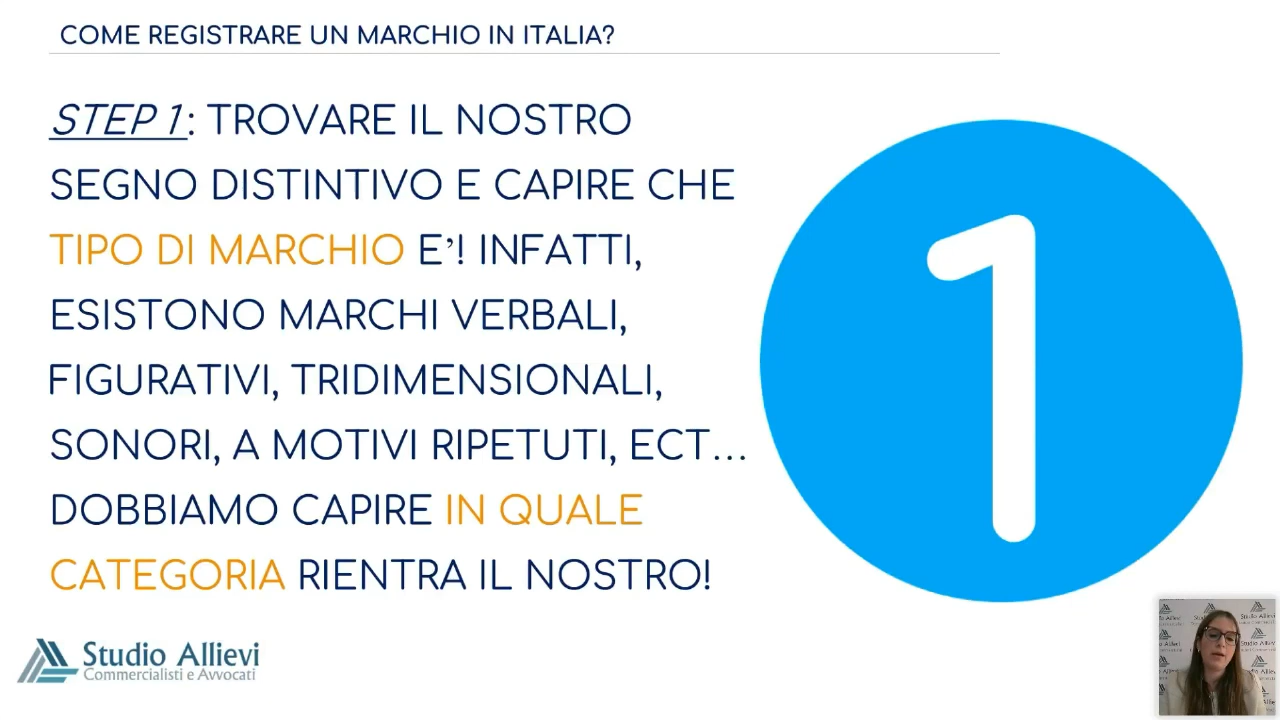 COME REGISTRARE UN MARCHIO IN ITALIA?
STEP 1: TROVARE IL NOSTRO
SEGNO DISTINTIVO E CAPIRE CHE
TIPO DI MARCHIO E’! INFATTI,
ESISTONO MARCHI VERBALI,
FIGURATIVI, TRIDIMENSIONALI,
SONORI, A MOTIVI RIPETUTI, ECT...
DOBBIAMO CAPIRE IN QUALE
CATEGORIA RIENTRA IL NOSTRO!
1
Studio Allievi
Commercialisti e Avvocati